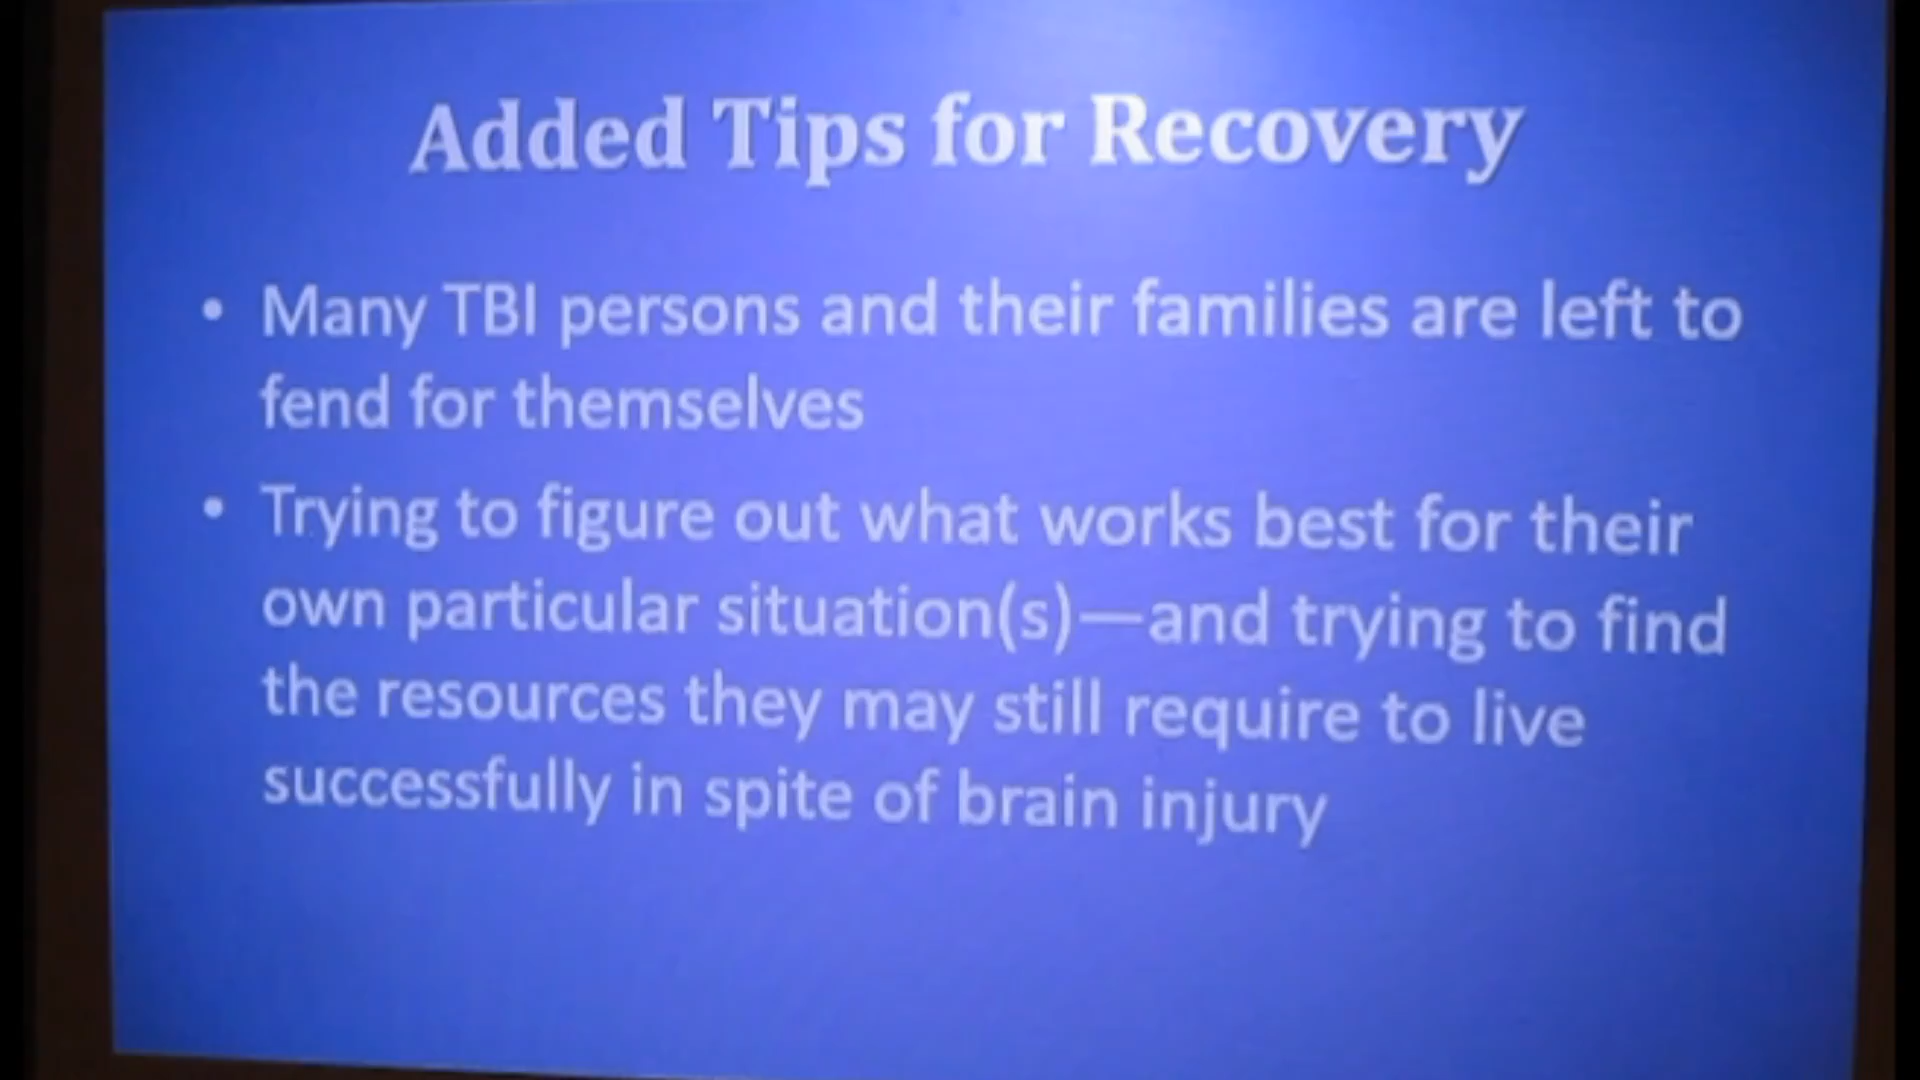 Added Tips for Recovery
• Many TBI persons and their families are left to
fend for themselves
• Trying to figure out what works best for their
own particular situation(s)—and trying to find
the resources they may still require to live
successfully in spite of brain injury